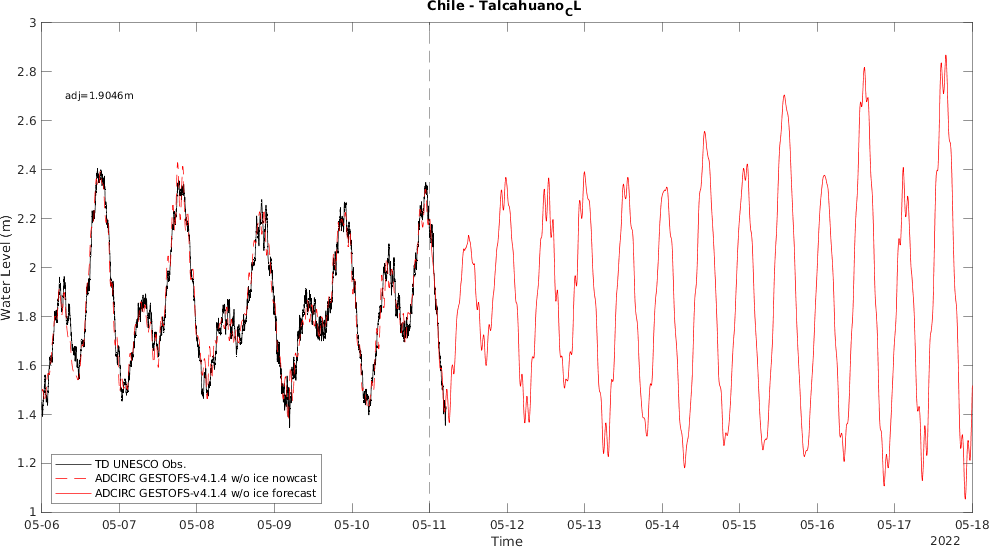 Chile - Talcahuano_CL
3
2.8
adj=1.9046m
2.6
2.4
2.2
Water Level (m)
2
1.8
1.6
1.4
1.2
1
TD UNESCO Obs.
ADCIRC GESTOFS-v4.1.4 w/o ice nowcast
ADCIRC GESTOFS-v4.1.4 w/o ice forecast
05-06 05-07 05-08 05-09 05-10 05-11 05-12 05-13 05-14 05-15 05-16 05-17 05-18
Time
2022